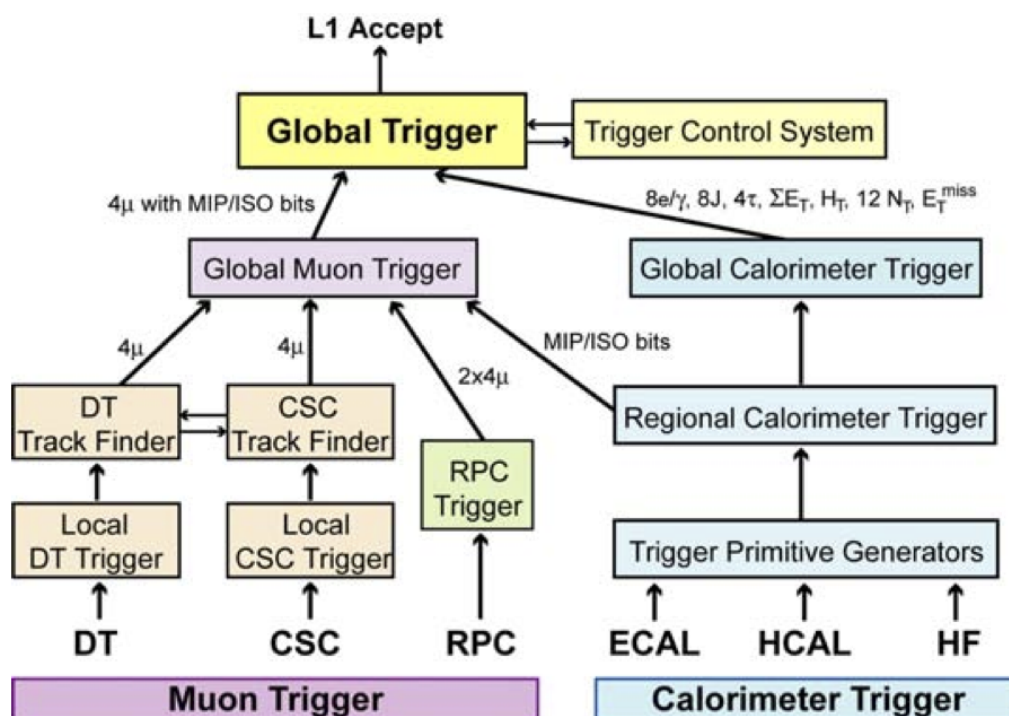 L1 Accept
Global Trigger
Trigger Control System
4μ with MIP/ISO bits
8e/γ, 8J, 4τ, ΣE_T, H_T, 12 N_T, E_T^miss
Global Muon Trigger
Global Calorimeter Trigger
4μ
4μ
2x4μ
MIP/ISO bits
DT
Track Finder
CSC
Track Finder
RPC
Trigger
Regional Calorimeter Trigger
Local
DT Trigger
Local
CSC Trigger
Trigger Primitive Generators
DT
CSC
RPC
ECAL
HCAL
HF
Muon Trigger
Calorimeter Trigger